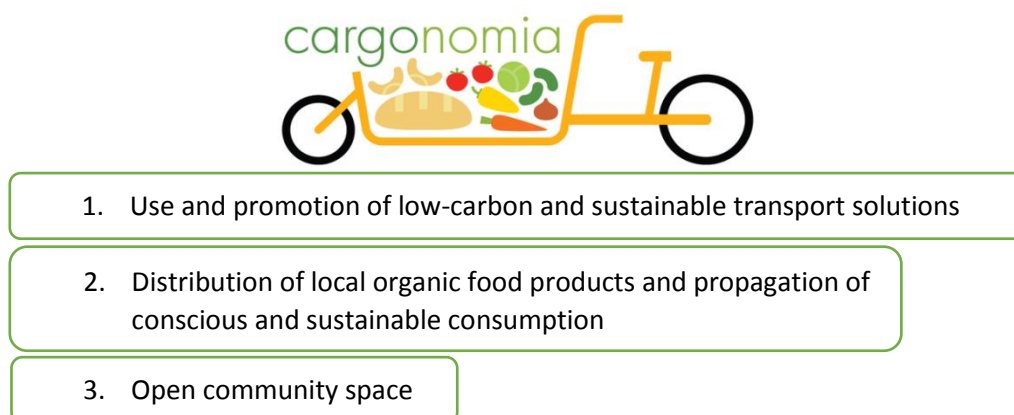 cargonomia
1. Use and promotion of low-carbon and sustainable transport solutions
2. Distribution of local organic food products and propagation of
conscious and sustainable consumption
3. Open community space